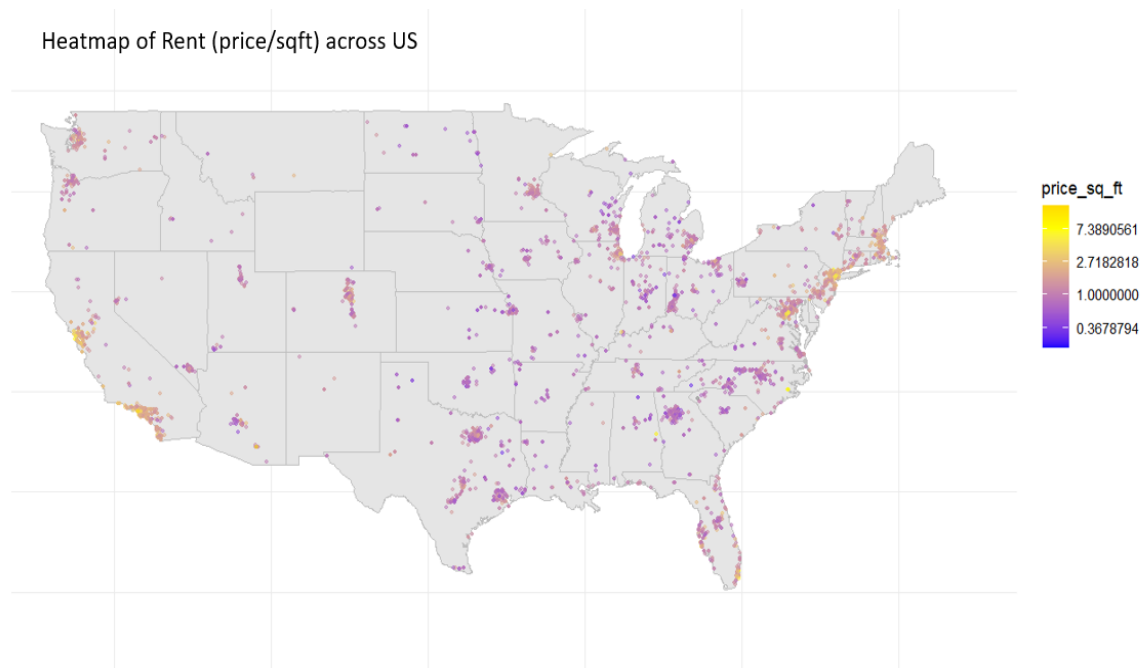 Heatmap of Rent (price/sqft) across US
price_sq_ft
7.3890561
2.7182818
1.0000000
0.3678794